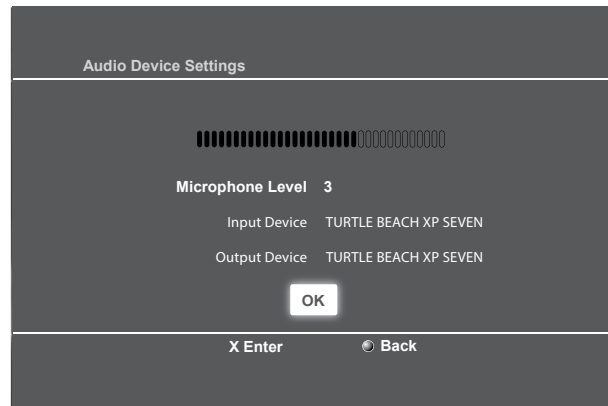 Audio Device Settings
Microphone Level 3
Input Device TURTLE BEACH XP SEVEN
Output Device TURTLE BEACH XP SEVEN
OK
X Enter Back